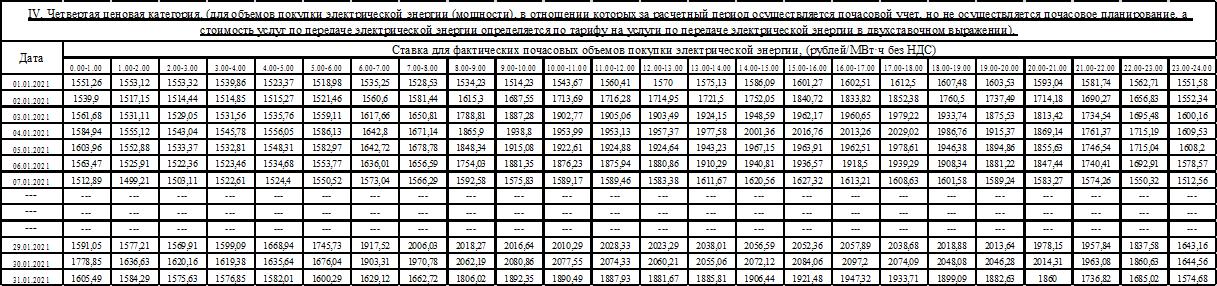 IV. Четвертая ценовая категория. (для объемов покупки электрической энергии (мощности), в отношении которых за расчетный период осуществляется почасовой учет, но не осуществляется почасовое планирование, а
стоимость услуг по передаче электрической энергии определяется по тарифу на услуги по передаче электрической энергии в двухставочном выражении).
Дата Ставка для фактических почасовых объемов покупки электрической энергии, (рублей/МВт·ч без НДС)
0.00-1.00 1.00-2.00 2.00-3.00 3.00-4.00 4.00-5.00 5.00-6.00 6.00-7.00 7.00-8.00 8.00-9.00 9.00-10.00 10.00-11.00 11.00-12.00 12.00-13.00 13.00-14.00 14.00-15.00 15.00-16.00 16.00-17.00 17.00-18.00 18.00-19.00 19.00-20.00 20.00-21.00 21.00-22.00 22.00-23.00 23.00-24.00
01.01.2021 1551,26 1553,12 1553,32 1539,86 1523,37 1518,98 1535,25 1528,53 1534,23 1514,23 1543,67 1560,41 1570 1575,13 1586,09 1601,27 1602,51 1612,5 1607,48 1603,53 1593,04 1581,74 1562,71 1551,58
02.01.2021 1539,9 1517,15 1514,44 1514,85 1515,27 1521,46 1560,6 1581,44 1615,3 1687,55 1713,69 1716,28 1714,95 1721,5 1752,05 1840,72 1833,82 1852,38 1760,5 1737,49 1714,18 1690,27 1656,83 1552,34
03.01.2021 1561,68 1531,11 1529,05 1531,56 1535,76 1559,11 1617,66 1650,81 1788,81 1887,28 1902,77 1905,06 1903,49 1924,15 1948,59 1962,17 1960,65 1979,22 1933,74 1875,53 1813,42 1734,54 1695,48 1600,16
04.01.2021 1584,94 1555,12 1543,04 1545,78 1556,05 1586,13 1642,8 1671,14 1865,9 1938,8 1953,99 1953,13 1957,37 1977,58 2001,36 2016,76 2013,26 2029,02 1986,76 1915,37 1869,14 1761,37 1715,19 1609,53
05.01.2021 1603,96 1552,88 1533,37 1532,81 1548,31 1582,97 1642,72 1678,78 1848,34 1915,08 1922,61 1924,88 1924,64 1943,23 1967,15 1963,91 1962,51 1978,61 1946,38 1894,86 1855,63 1746,54 1715,04 1608,2
06.01.2021 1563,47 1525,91 1522,36 1523,46 1534,68 1553,77 1636,01 1656,59 1754,03 1881,35 1876,23 1875,94 1880,86 1910,29 1940,81 1936,57 1918,5 1939,29 1908,34 1881,22 1847,44 1740,41 1692,91 1578,57
07.01.2021 1512,89 1499,21 1503,11 1522,61 1524,4 1550,52 1573,04 1566,29 1592,58 1575,83 1589,17 1589,46 1583,38 1611,67 1620,56 1627,32 1613,21 1608,63 1601,58 1589,24 1583,27 1574,26 1550,32 1512,56
--- --- --- --- --- --- --- --- --- --- --- --- --- --- --- --- --- --- --- --- --- --- --- --- ---
--- --- --- --- --- --- --- --- --- --- --- --- --- --- --- --- --- --- --- --- --- --- --- --- ---
--- --- --- --- --- --- --- --- --- --- --- --- --- --- --- --- --- --- --- --- --- --- --- --- ---
29.01.2021 1591,05 1577,21 1569,91 1599,09 1668,94 1745,73 1917,52 2006,03 2018,27 2016,64 2010,29 2028,33 2023,29 2038,01 2056,59 2052,36 2057,89 2038,68 2018,88 2013,64 1978,15 1957,84 1837,58 1643,16
30.01.2021 1778,85 1636,63 1620,16 1619,38 1635,64 1676,04 1903,31 1970,78 2062,19 2080,86 2077,55 2074,33 2060,21 2055,06 2072,12 2084,06 2097,2 2074,09 2048,08 2046,28 2014,31 1963,08 1860,63 1644,56
31.01.2021 1605,49 1584,29 1575,63 1576,85 1582,01 1600,29 1629,12 1662,72 1806,02 1892,35 1890,49 1887,93 1881,67 1885,81 1906,44 1921,48 1947,32 1933,71 1899,09 1882,63 1860 1736,82 1685,02 1574,68